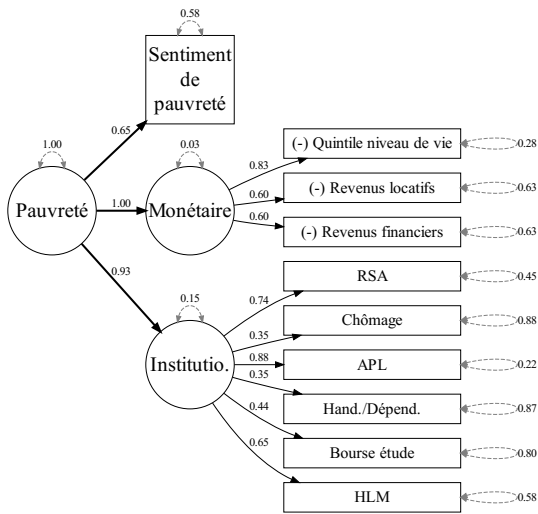 0.58
Sentiment
de
pauvreté
0.65
1.00
Pauvreté
1.00
0.93
0.03
Monétaire
0.83
0.60
0.60
(-) Quintile niveau de vie
0.28
(-) Revenus locatifs
0.63
(-) Revenus financiers
0.63
0.15
Institutio.
0.74
0.35
0.88
0.35
0.44
0.65
RSA
0.45
Chômage
0.88
APL
0.22
Hand./Dépend.
0.87
Bourse étude
0.80
HLM
0.58